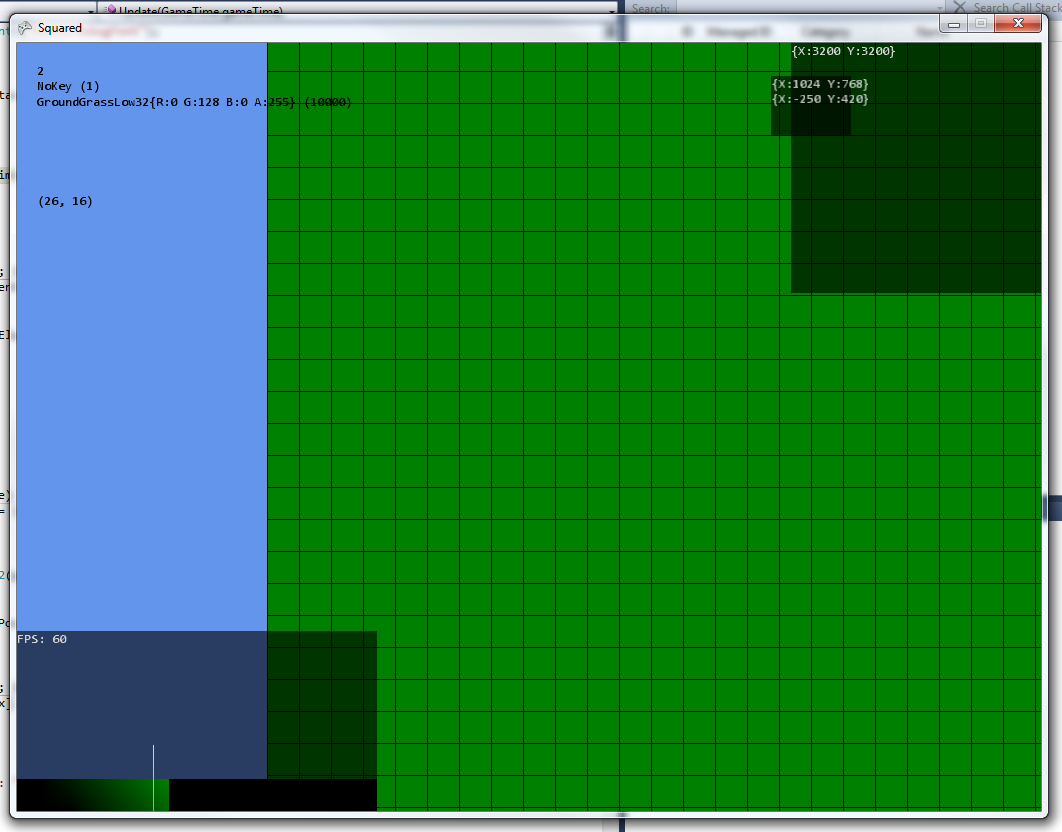 Update(GameTime gameTime)
Search:
Search Call Stack
Squared
{X:3200 Y:3200}
2
NoKey (1)
{X:1024 Y:768}
GroundGrassLow32{R:0 G:128 B:0 A:255} (10000)
{X:-250 Y:420}
(26, 16)
FPS: 60